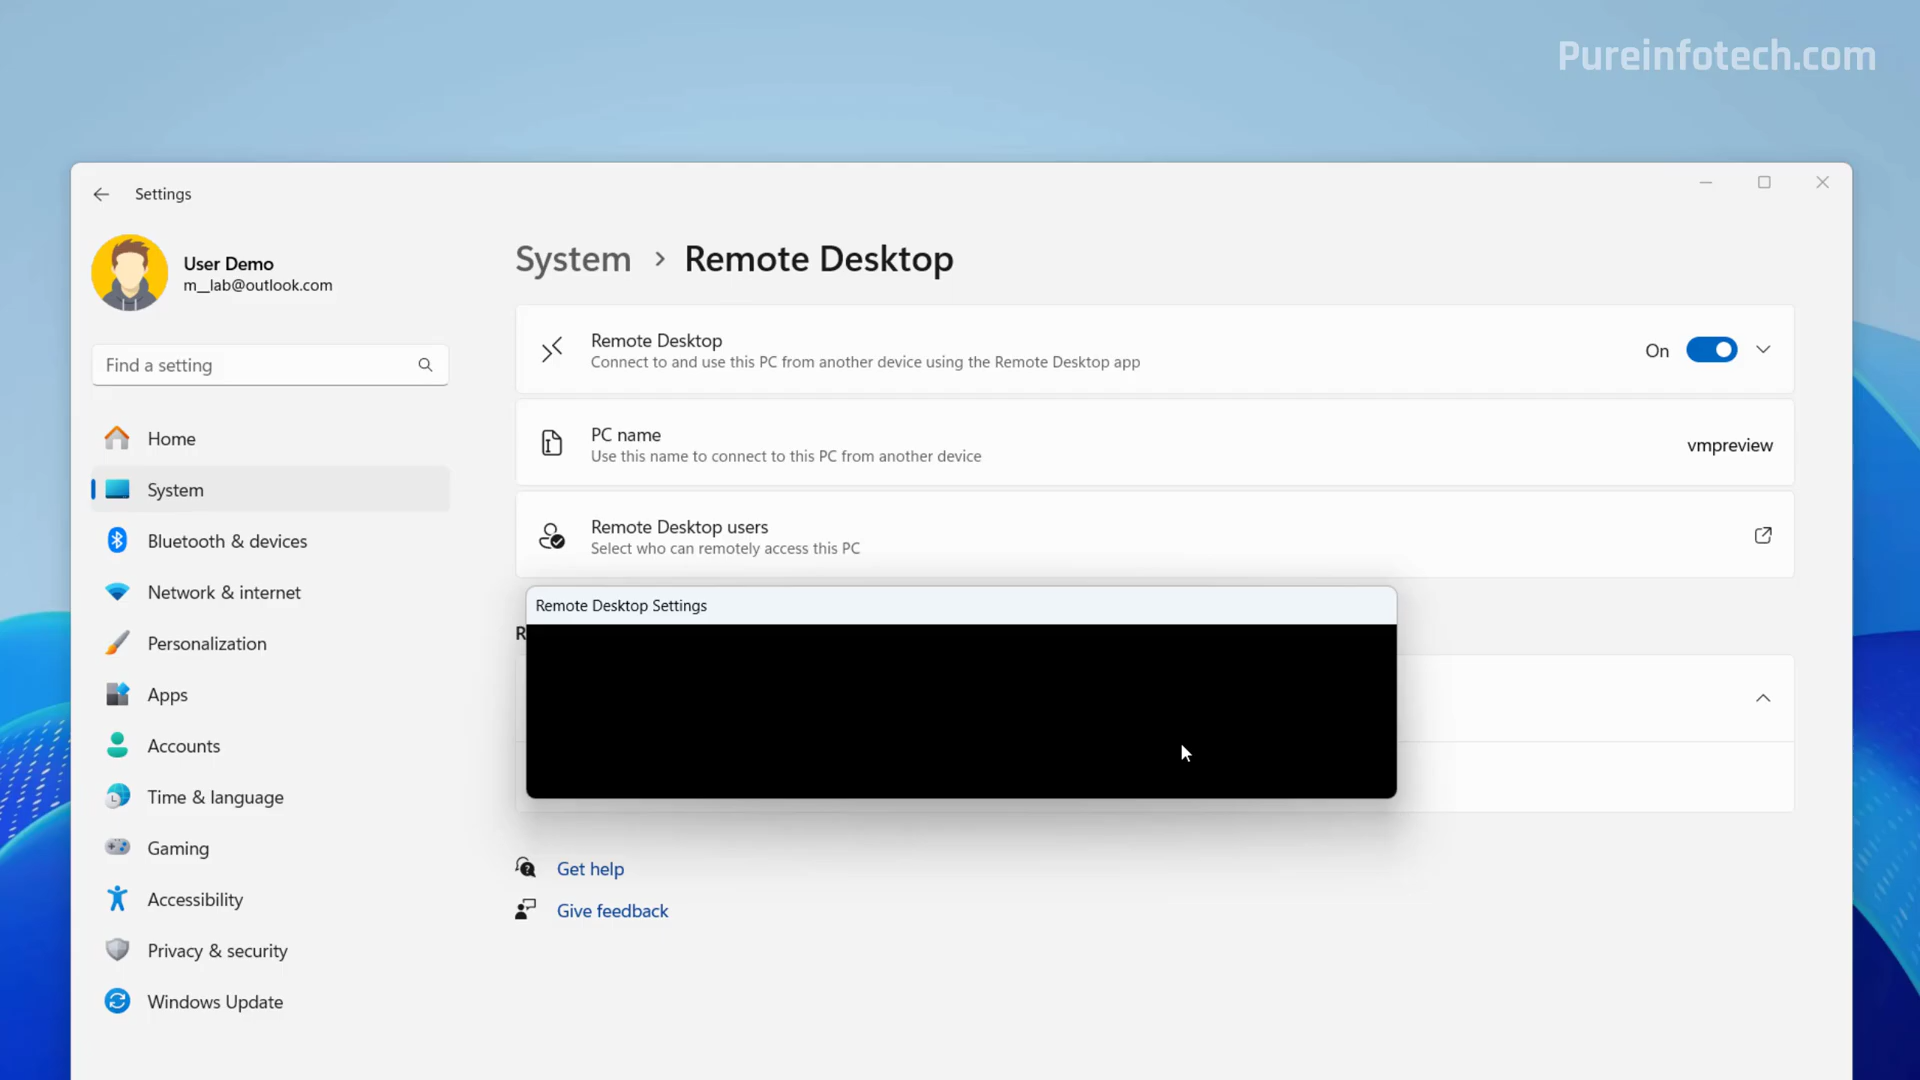 Pureinfotech.com
Settings
User Demo
m__lab@outlook.com
Find a setting
Home
System
Bluetooth & devices
Network & internet
Personalization
Apps
Accounts
Time & language
Gaming
Accessibility
Privacy & security
Windows Update
System > Remote Desktop
Remote Desktop
Connect to and use this PC from another device using the Remote Desktop app
On
PC name
Use this name to connect to this PC from another device
vmpreview
Remote Desktop users
Select who can remotely access this PC
R
Remote Desktop Settings
Get help
Give feedback